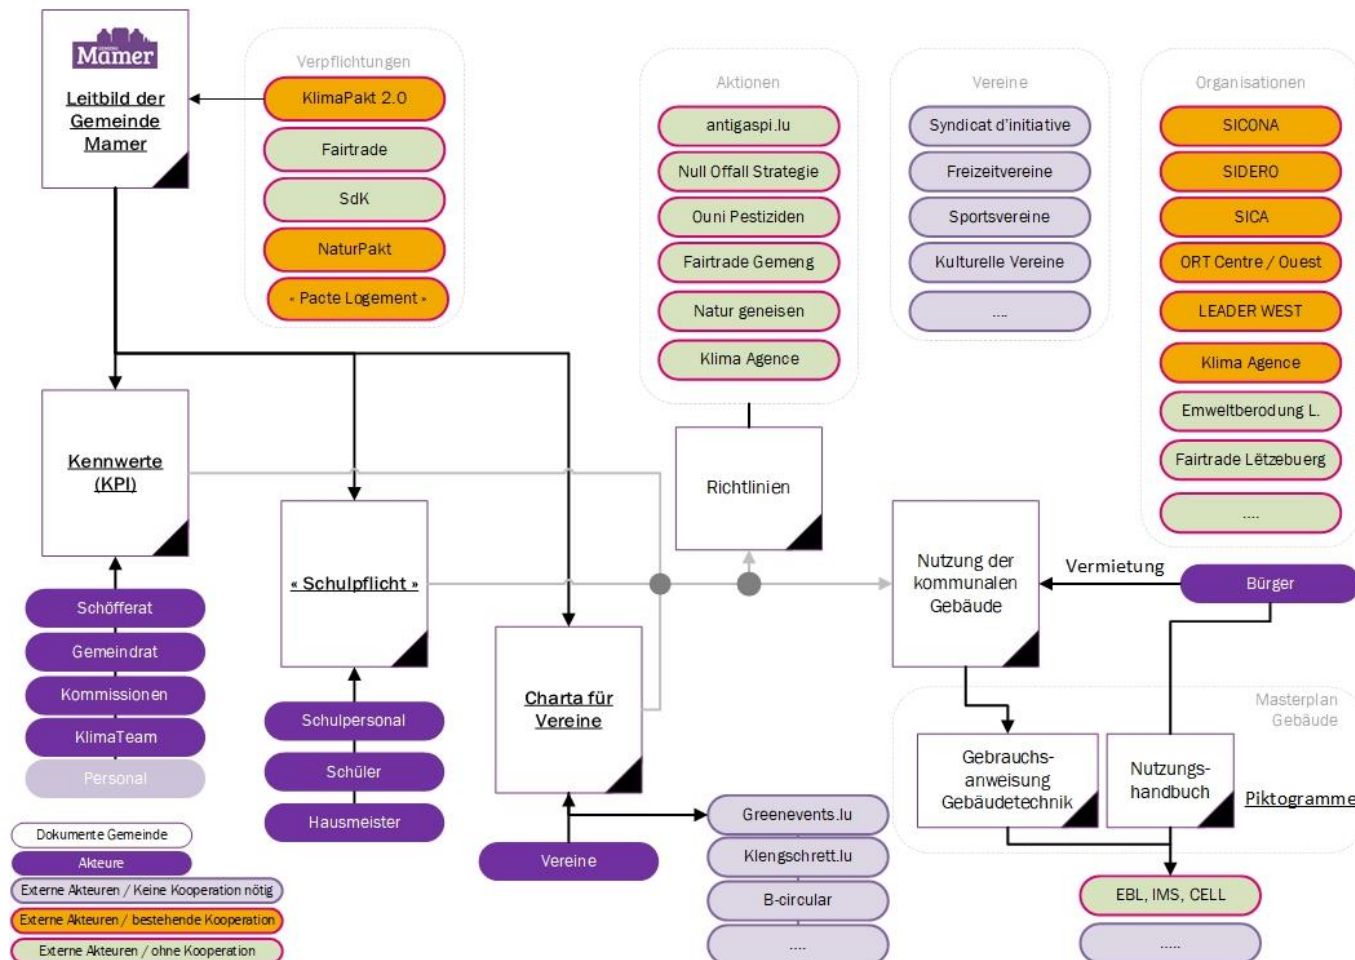 GEMENG
Mamer
Leitbild der
Gemeinde
Mamer
Verpflichtungen
KlimaPakt 2.0
Fairtrade
SdK
NaturPakt
« Pacte Logement »
Aktionen
antigaspi.lu
Null Offall Strategie
Ouni Pestiziden
Fairtrade Gemeng
Natur geneisen
Klima Agence
Vereine
Syndicat d'initiative
Freizeitvereine
Sportsvereine
Kulturelle Vereine
....
Organisationen
SICONA
SIDERO
SICA
ORT Centre / Ouest
LEADER WEST
Klima Agence
Emweltberodung L.
Fairtrade Lëtzebuerg
....
Kennwerte
(KPI)
Schöfferat
Gemeindrat
Kommissionen
KlimaTeam
Personal
« Schulpflicht »
Schulpersonal
Schüler
Hausmeister
Charta für
Vereine
Vereine
Greenevents.lu
Klengschrett.lu
B-circular
....
Richtlinien
Nutzung der
kommunalen
Gebäude
Vermietung
Bürger
Masterplan
Gebäude
Gebrauchs-
anweisung
Gebäudetechnik
Nutzungs-
handbuch
Piktogramme
EBL, IMS, CELL
.....
Dokumente Gemeinde
Akteure
Externe Akteuren / Keine Kooperation nötig
Externe Akteuren / bestehende Kooperation
Externe Akteuren / ohne Kooperation